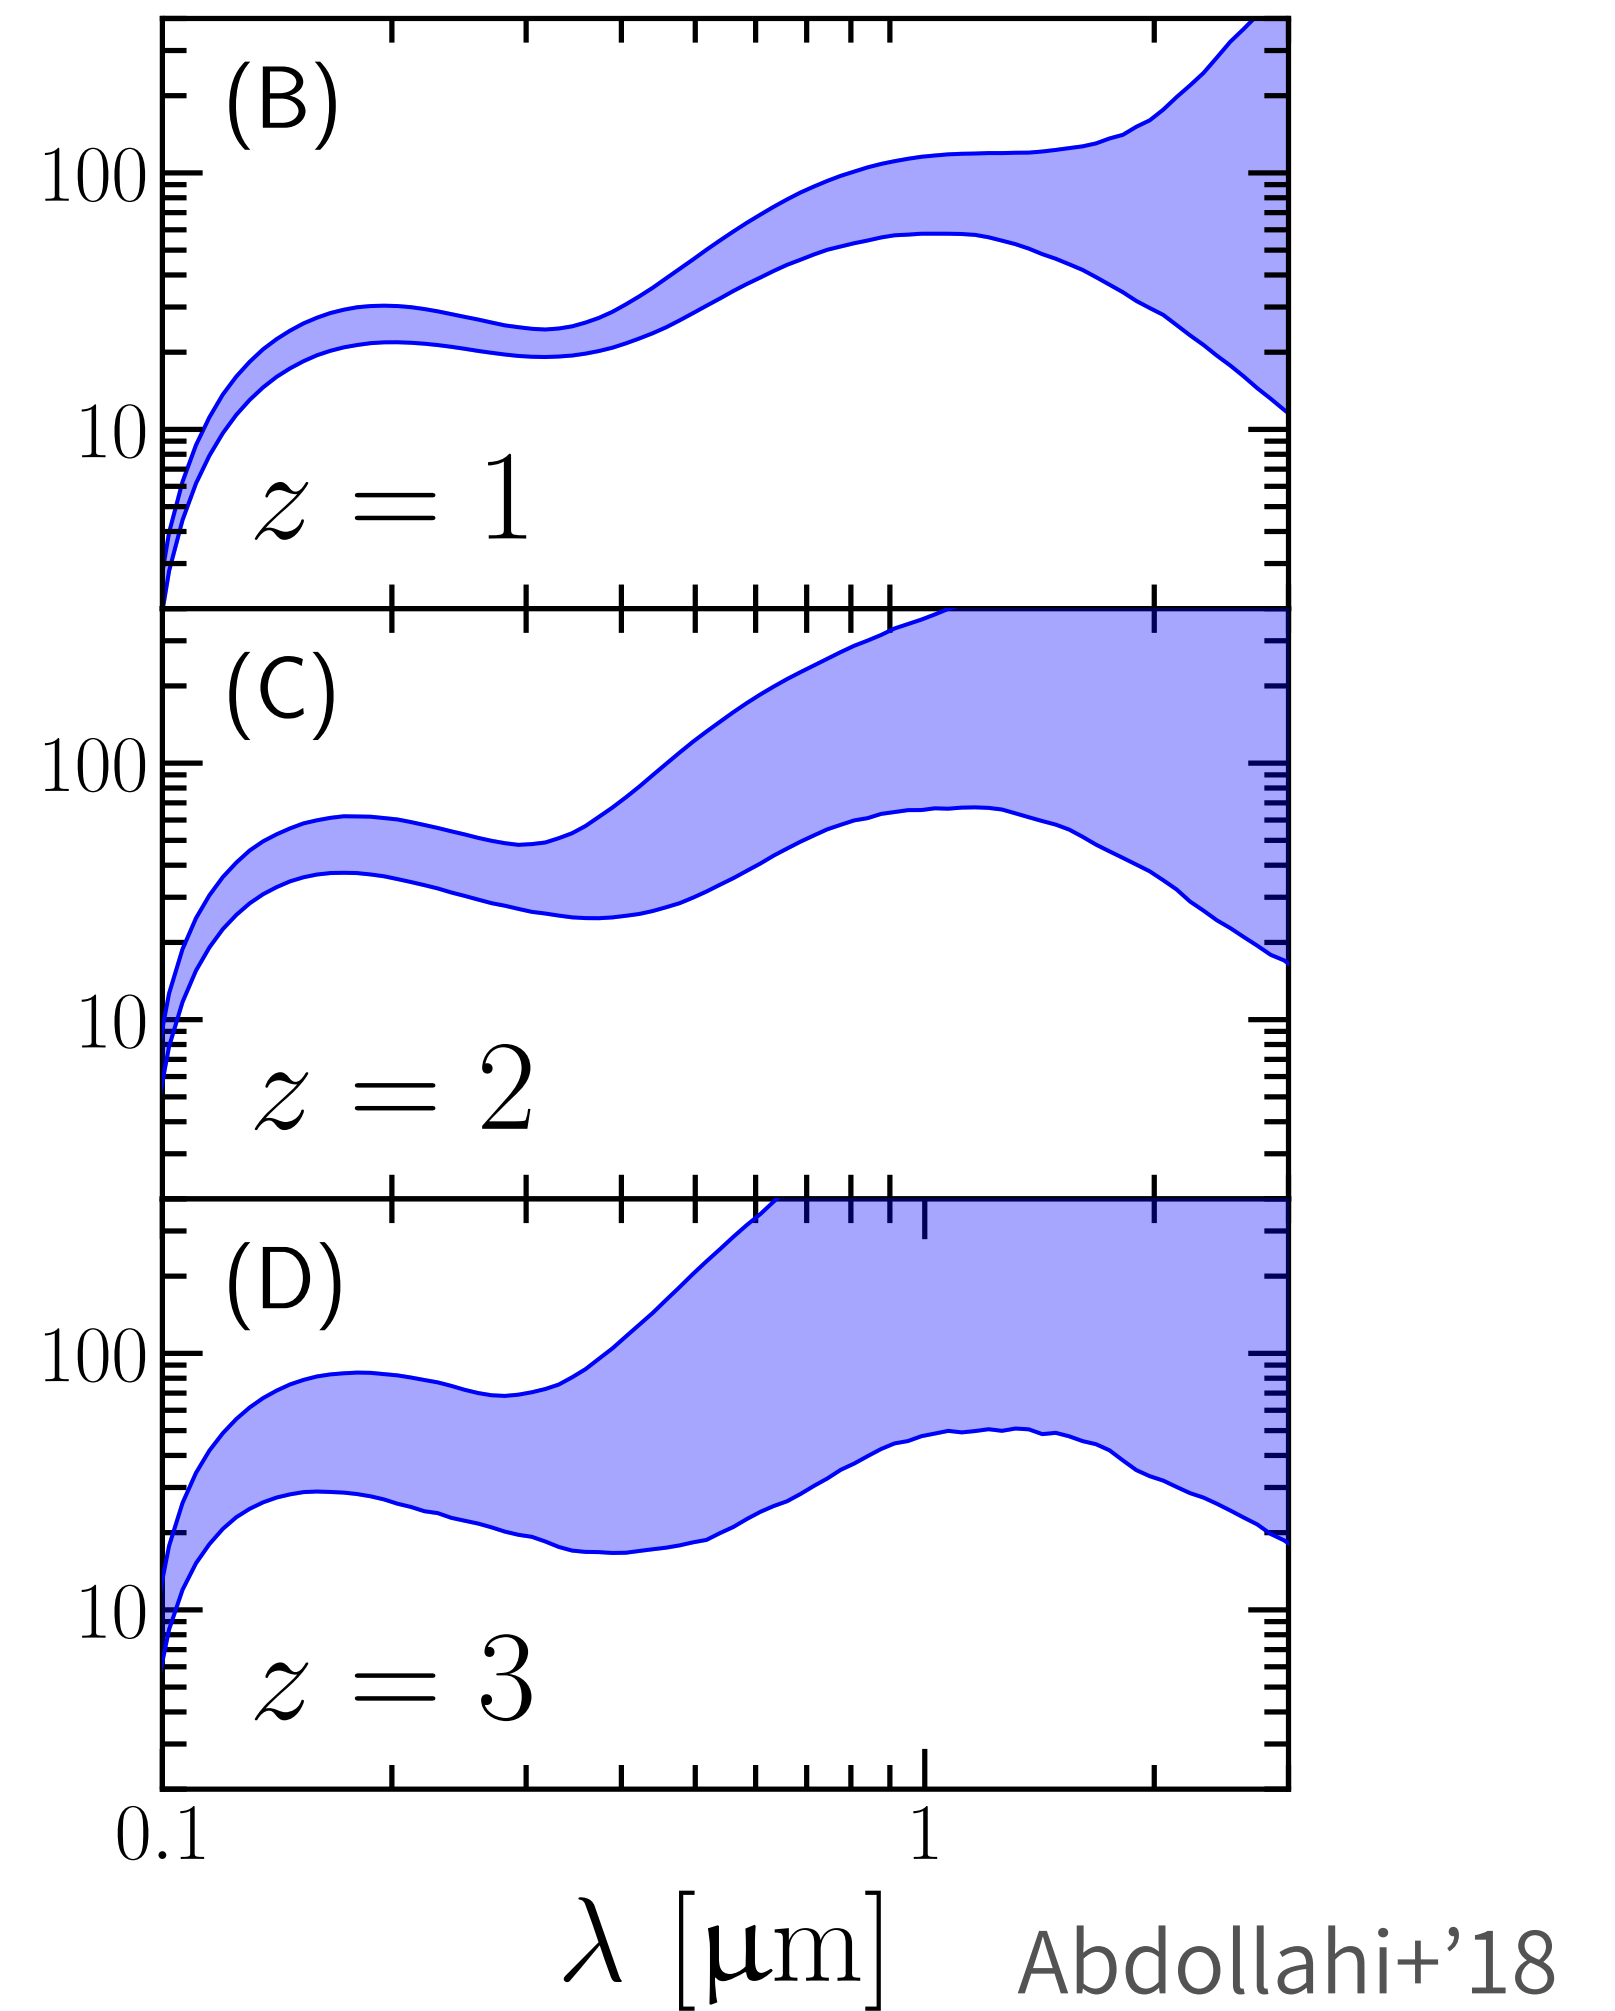 (B)
100
10
z = 1
(C)
100
10
z = 2
(D)
100
10
z = 3
0.1 1
λ [μm]
Abdollahi+’18